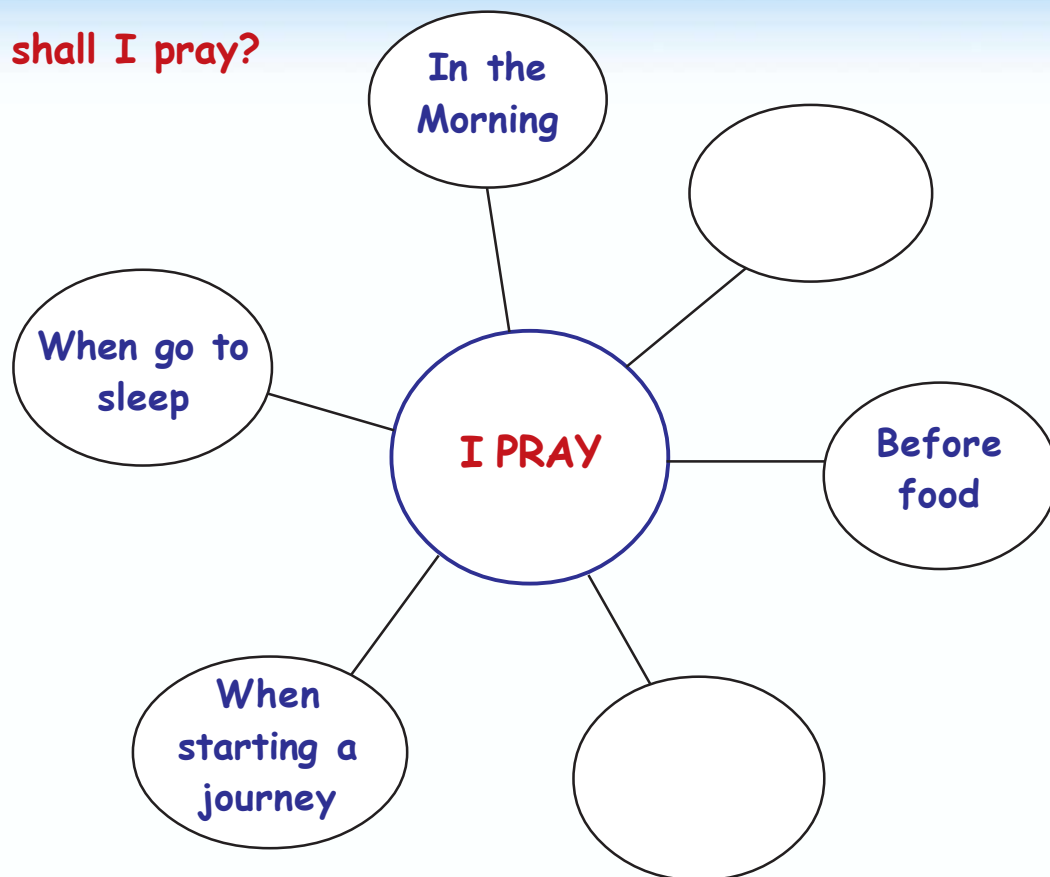 shall I pray?
In the
Morning
When go to
sleep
I PRAY
Before
food
When
starting a
journey